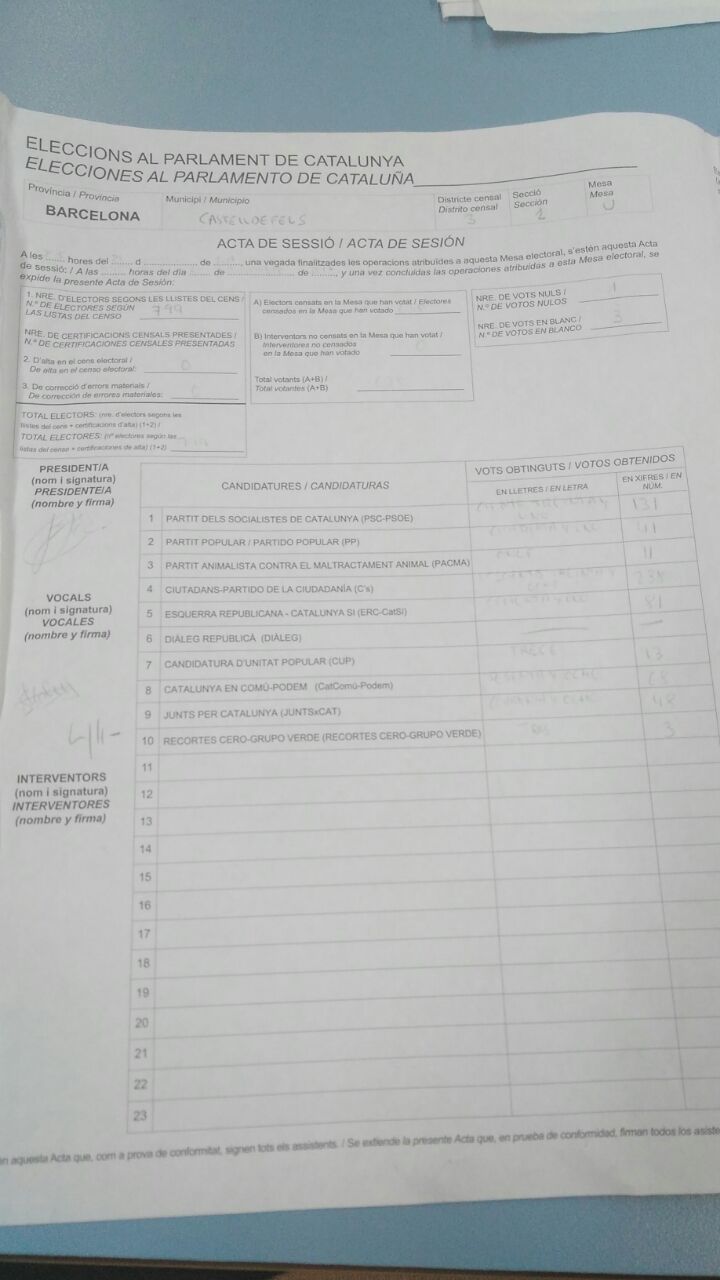 ELECCIONS AL PARLAMENT DE CATALUNYA
ELECCIONES AL PARLAMENTO DE CATALUÑA
Província / Provincia
BARCELONA
Municipi / Municipio
CASTELLDEFELS
Districte censal
Distrito censal
3
Secció
Sección
Mesa
Mesa
U
ACTA DE SESSIÓ / ACTA DE SESIÓN
A les ...... hores del ...... d ...................... de ............, una vegada finalitzades les operacions atribuïdes a aquesta Mesa electoral, s'estén aquesta Acta
de sessió: / A las ......... horas del día ........ de ........................ de ........., y una vez concluidas las operaciones atribuidas a esta Mesa electoral, se
expide la presente Acta de Sesión:
1. NRE. D'ELECTORS SEGONS LES LLISTES DEL CENS /
N.º DE ELECTORES SEGÚN
LAS LISTAS DEL CENSO 799
NRE. DE CERTIFICACIONS CENSALS PRESENTADES /
N.º DE CERTIFICACIONES CENSALES PRESENTADAS
2. D'alta en el cens electoral /
De alta en el censo electoral: 0
3. De correcció d'errors materials /
De corrección de errores materiales:
TOTAL ELECTORS: (nre. d'electors segons les
llistes del cens + certificacions d'alta) (1+2) /
TOTAL ELECTORES: (nº electores según las
listas del censo + certificaciones de alta) (1+2)
A) Electors censats en la Mesa que han votat / Electores
censados en la Mesa que han votado
B) Interventors no censats en la Mesa que han votat /
Interventores no censados
en la Mesa que han votado
Total votants (A+B) /
Total votantes (A+B)
NRE. DE VOTS NULS /
N.º DE VOTOS NULOS 1
NRE. DE VOTS EN BLANC /
N.º DE VOTOS EN BLANCO 3
PRESIDENT/A
(nom i signatura)
PRESIDENTE/A
(nombre y firma)
VOCALS
(nom i signatura)
VOCALES
(nombre y firma)
INTERVENTORS
(nom i signatura)
INTERVENTORES
(nombre y firma)
CANDIDATURES / CANDIDATURAS
VOTS OBTINGUTS / VOTOS OBTENIDOS
EN LLETRES / EN LETRA
EN XIFRES / EN
NÚM.
1 PARTIT DELS SOCIALISTES DE CATALUNYA (PSC-PSOE) 131
2 PARTIT POPULAR / PARTIDO POPULAR (PP) 41
3 PARTIT ANIMALISTA CONTRA EL MALTRACTAMENT ANIMAL (PACMA) ONCE 11
4 CIUTADANS-PARTIDO DE LA CIUDADANÍA (C's)
5 ESQUERRA REPUBLICANA - CATALUNYA SÍ (ERC-CatSí) 81
6 DIÀLEG REPUBLICÀ (DIÀLEG) —
7 CANDIDATURA D'UNITAT POPULAR (CUP) TRECE 13
8 CATALUNYA EN COMÚ-PODEM (CatComú-Podem) 68
9 JUNTS PER CATALUNYA (JUNTSxCAT) 48
10 RECORTES CERO-GRUPO VERDE (RECORTES CERO-GRUPO VERDE) TRES 3
11
12
13
14
15
16
17
18
19
20
21
22
23
aquesta Acta que, com a prova de conformitat, signen tots els assistents. / Se extiende la presente Acta que, en prueba de conformidad, firman todos los